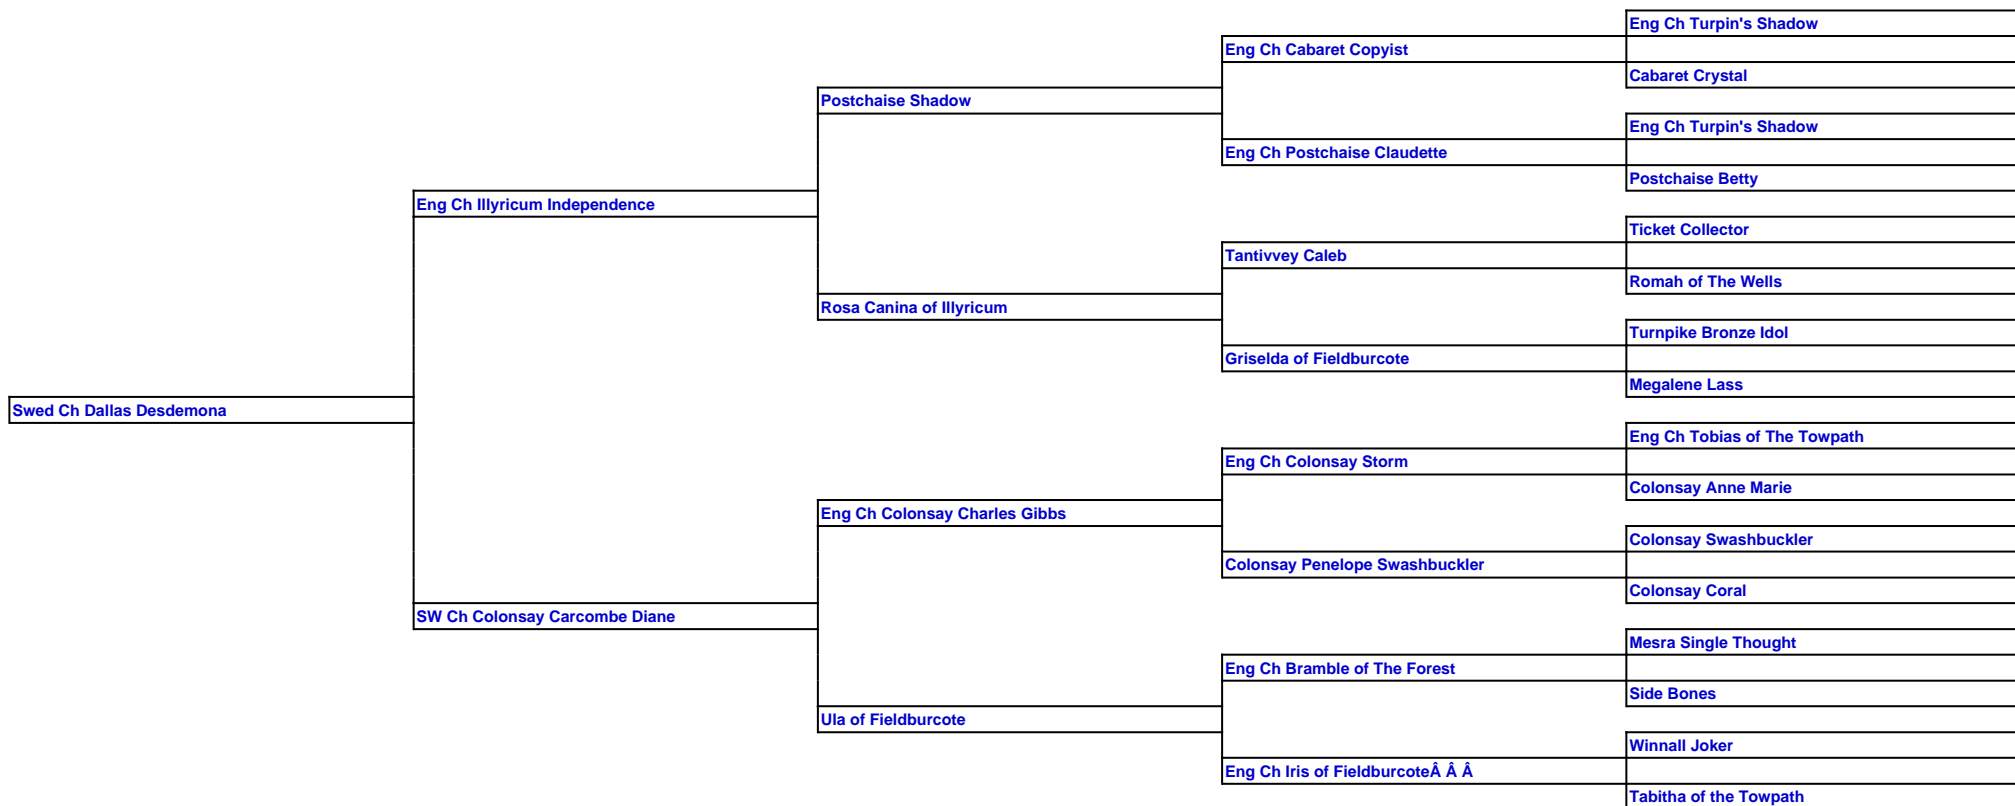 Eng Ch Turpin's Shadow
Eng Ch Cabaret Copyist
Cabaret Crystal
Postchaise Shadow
Eng Ch Turpin's Shadow
Eng Ch Postchaise Claudette
Postchaise Betty
Eng Ch Illyricum Independence
Ticket Collector
Tantivvey Caleb
Romah of The Wells
Rosa Canina of Illyricum
Turnpike Bronze Idol
Griselda of Fieldburcote
Megalene Lass
Swed Ch Dallas Desdemona
Eng Ch Tobias of The Towpath
Eng Ch Colonsay Storm
Colonsay Anne Marie
Eng Ch Colonsay Charles Gibbs
Colonsay Swashbuckler
Colonsay Penelope Swashbuckler
Colonsay Coral
SW Ch Colonsay Carcombe Diane
Mesra Single Thought
Eng Ch Bramble of The Forest
Side Bones
Ula of Fieldburcote
Winnall Joker
Eng Ch Iris of FieldburcoteÂ Â Â
Tabitha of the Towpath